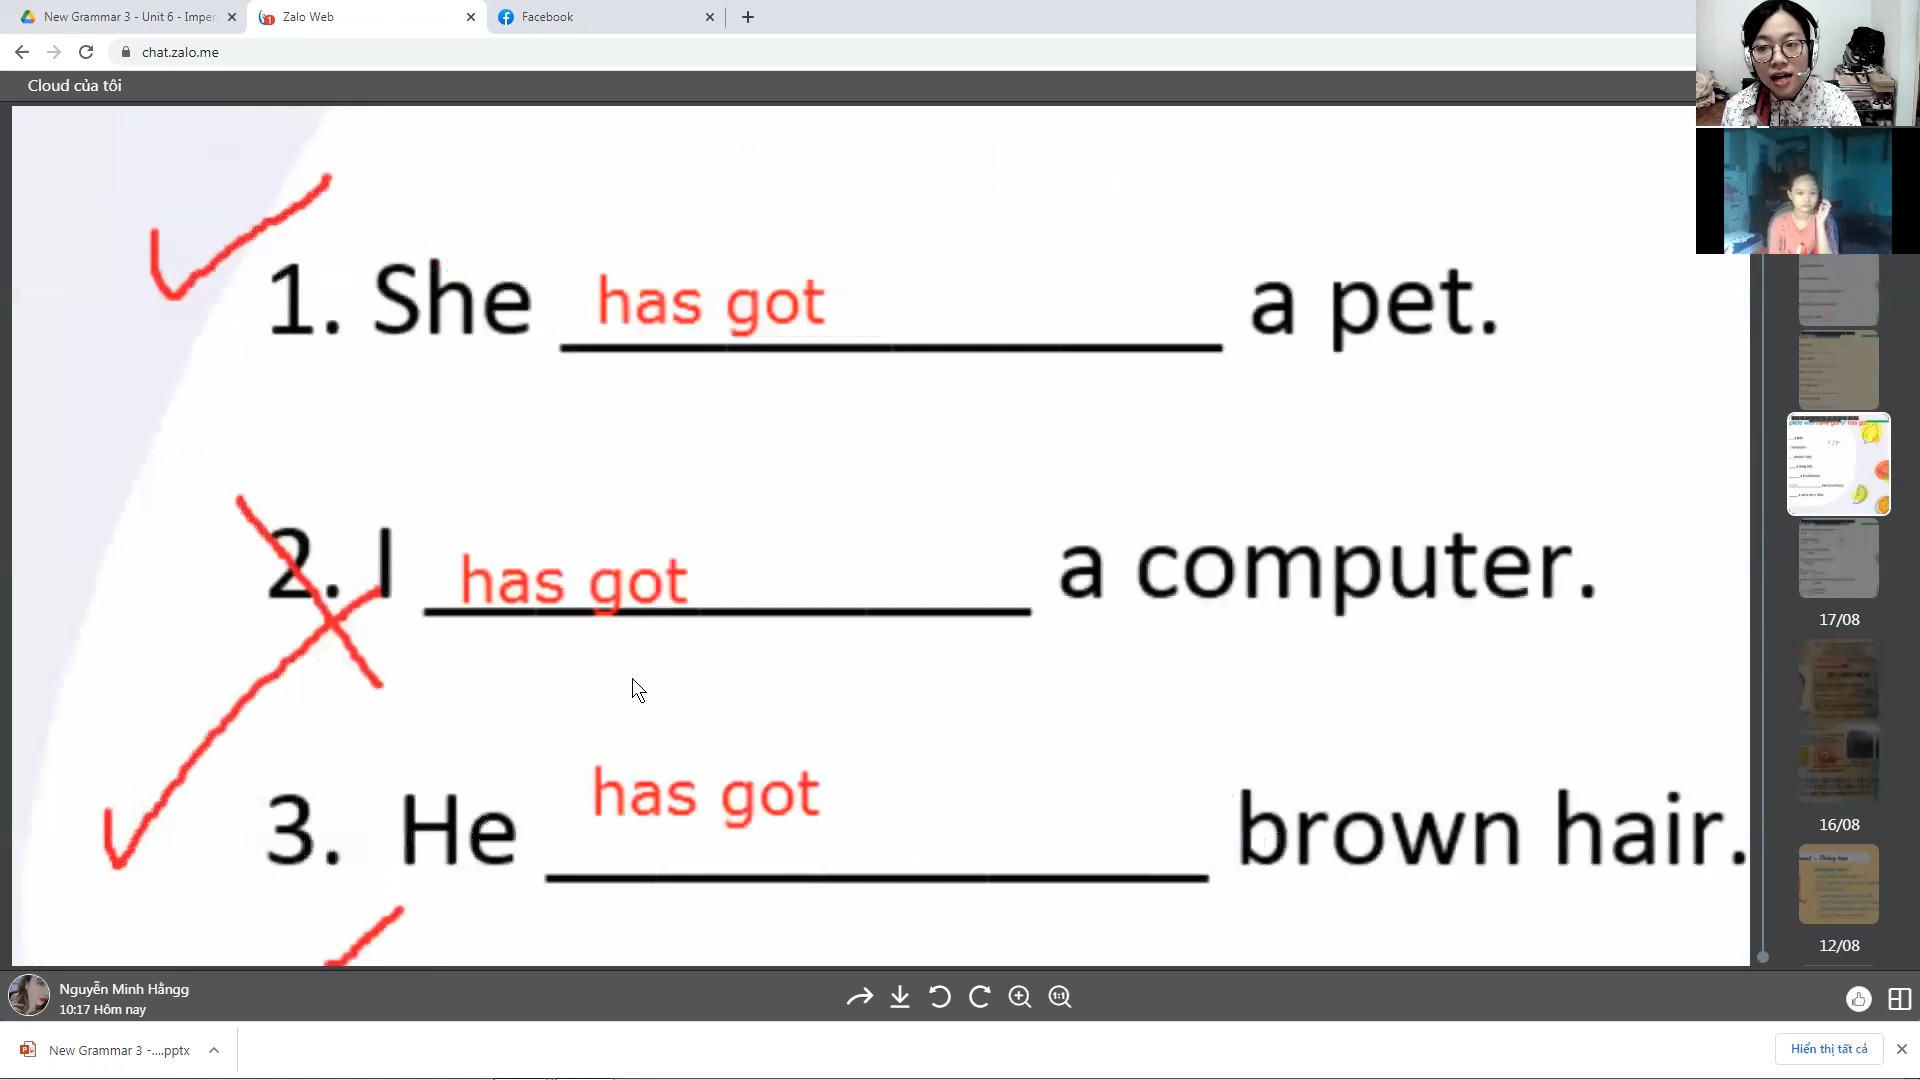 New Grammar 3 - Unit 6 - Imper
Zalo Web
Facebook
chat.zalo.me
Cloud của tôi
1. She has got a pet.
2. I has got a computer.
3. He has got brown hair.
17/08
16/08
12/08
Nguyễn Minh Hằngg
10:17 Hôm nay
New Grammar 3 -....pptx
Hiển thị tất cả